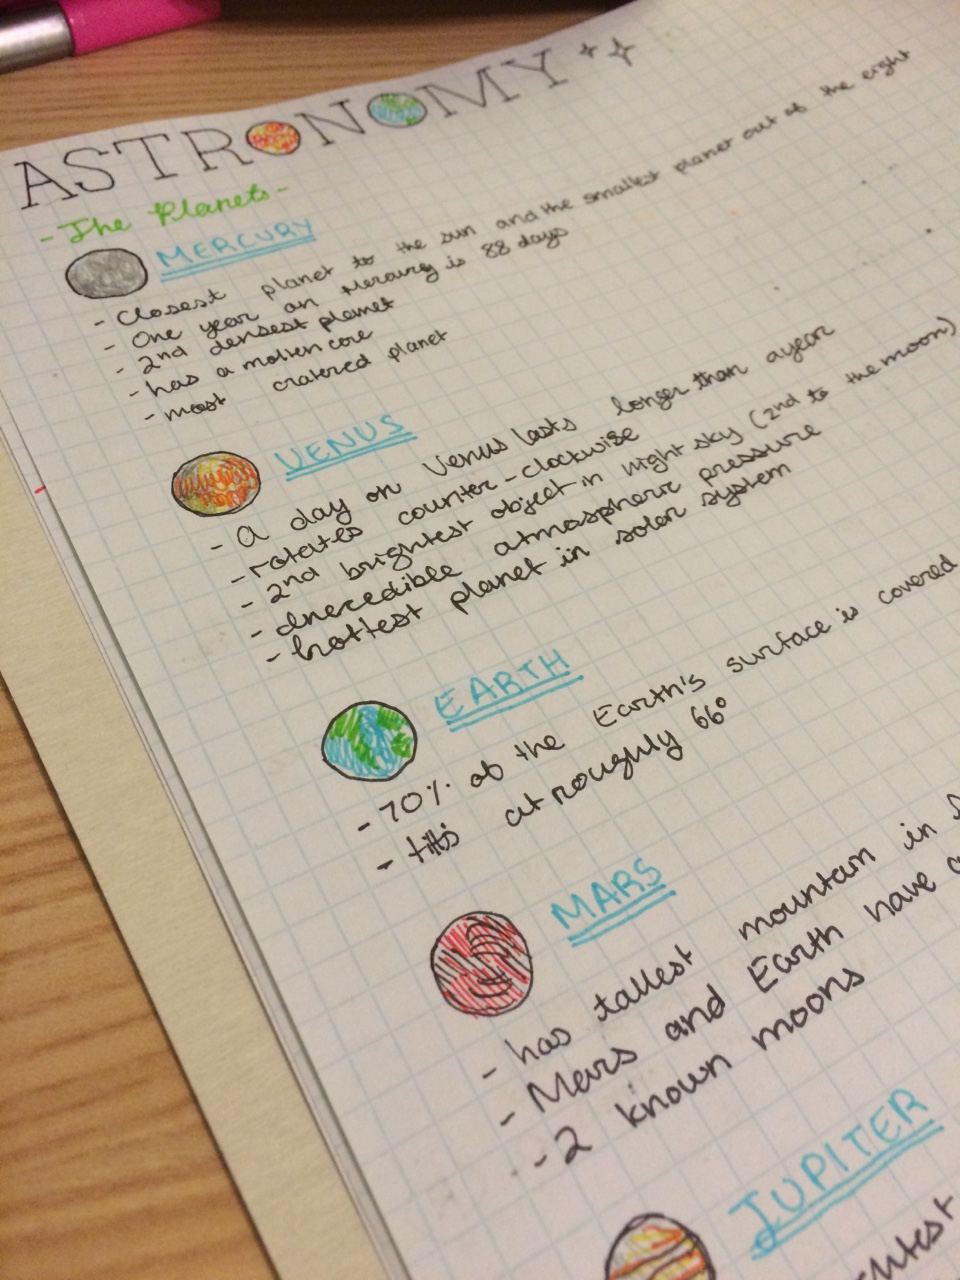 ASTRONOMY
- The Planets -
MERCURY
- Closest planet to the sun and the smallest planet out of the eight
- One year on Mercury is 88 days
- 2nd densest planet
- has a molten core
- most cratered planet
VENUS
- A day on Venus lasts longer than a year
- rotates counter-clockwise
- 2nd brightest object in night sky (2nd to the moon)
- incredible atmospheric pressure
- hottest planet in solar system
EARTH
- 70% of the Earth's surface is covered
- tilts at roughly 66°
MARS
- has tallest mountain in
- Mars and Earth have
- 2 known moons
JUPITER